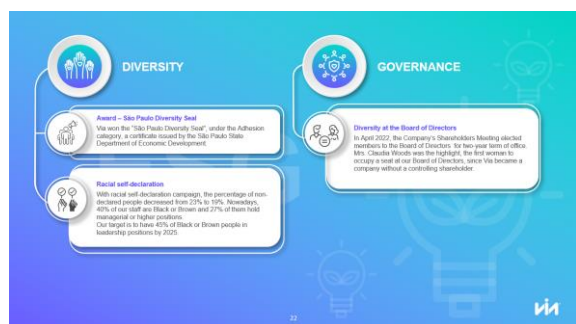 DIVERSITY
Award – São Paulo Diversity Seal
Via won the "São Paulo Diversity Seal", under the Adhesion
category, a certificate issued by the São Paulo State
Department of Economic Development.
Racial self-declaration
With racial self-declaration campaign, the percentage of non-
declared people decreased from 23% to 19%. Nowadays,
48% of our staff are Black or Brown and 27% of them hold
managerial or higher positions.
Our target is to have 45% of Black or Brown people in
leadership positions by 2025.
GOVERNANCE
Diversity at the Board of Directors
In April 2022, the Company's Shareholders Meeting elected
members to the Board of Directors for two-year term of office.
Mrs. Claudia Woods was the highlight, the first woman to
occupy a seat at our Board of Directors, since Via became a
company without a controlling shareholder.
22
via